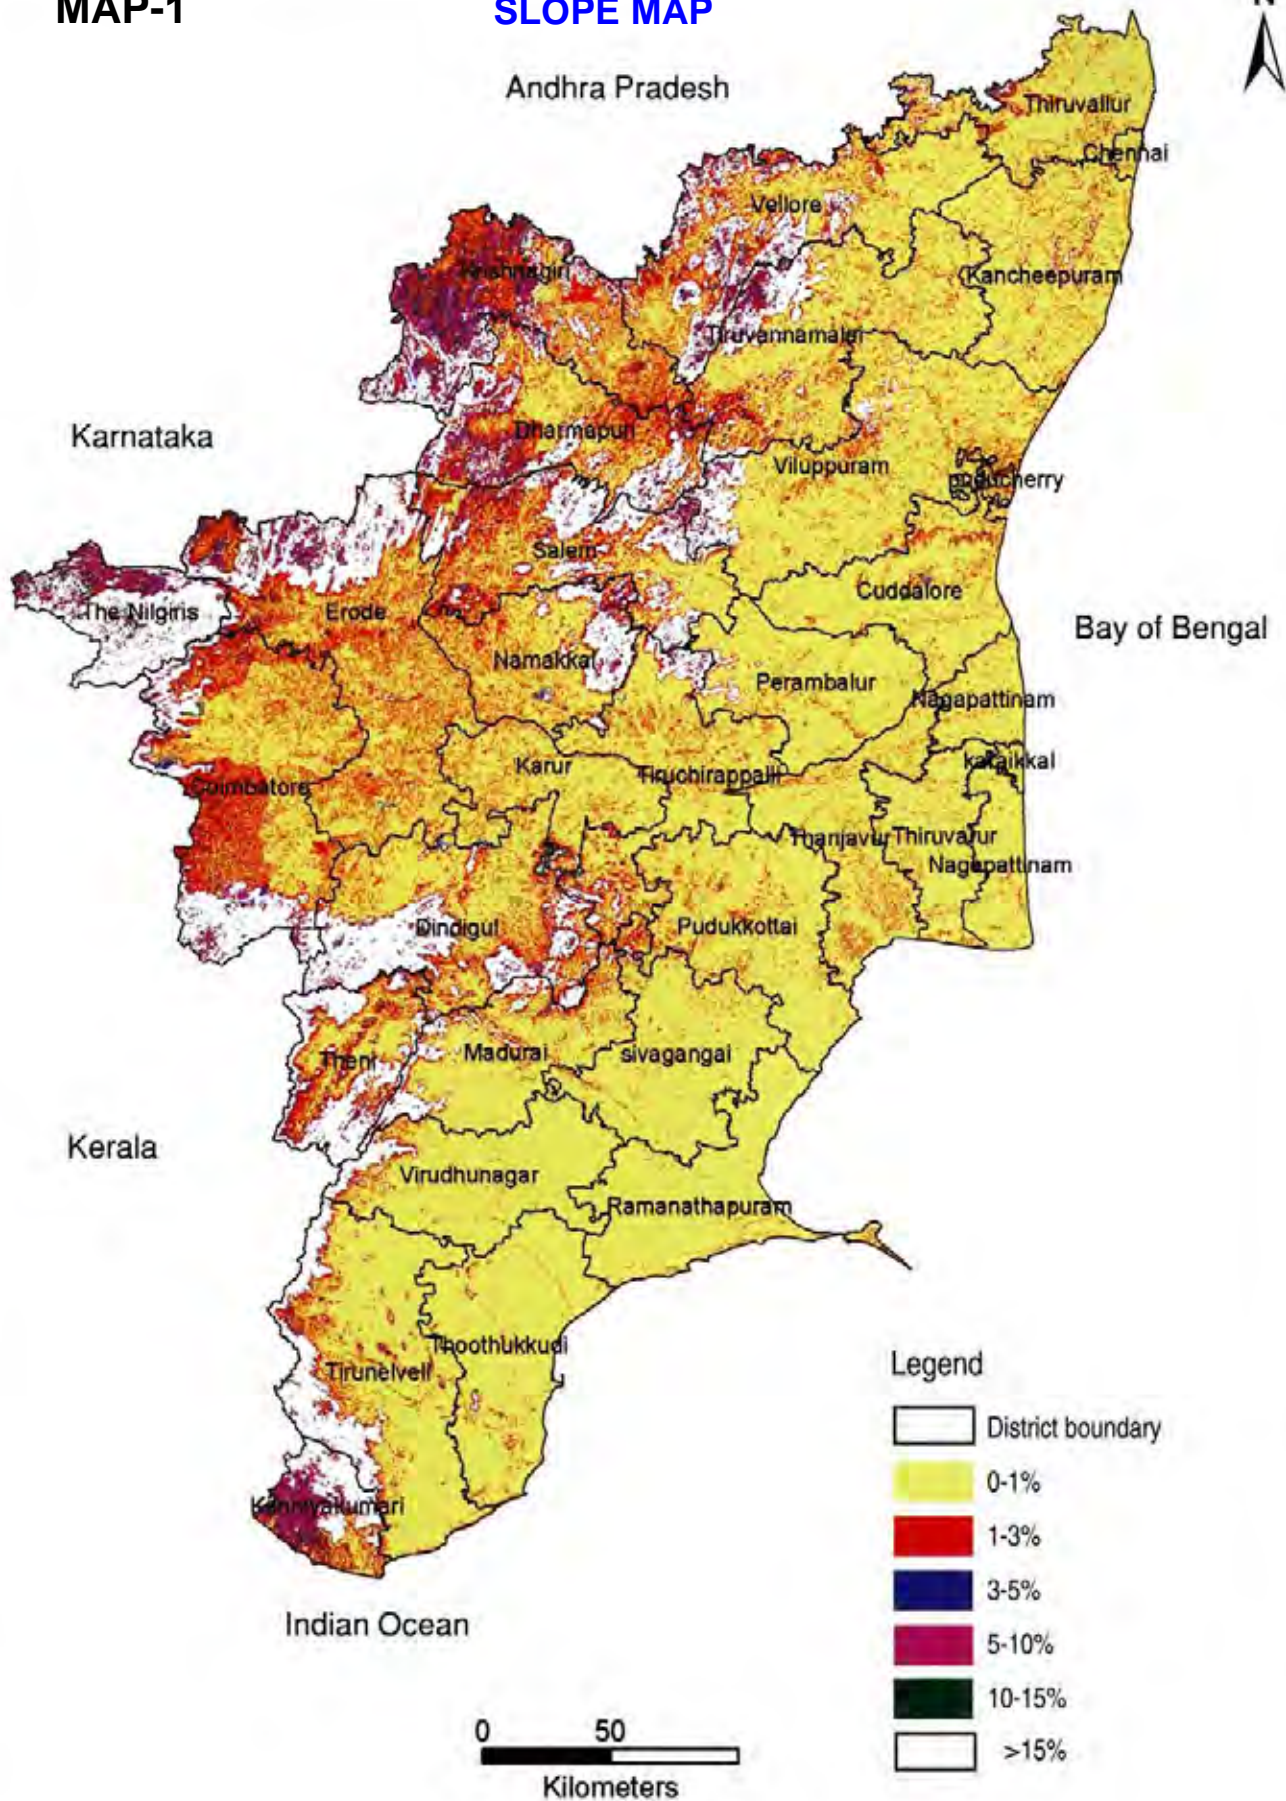 MAP-1
SLOPE MAP
N
Andhra Pradesh
Thiruvallur
Chennai
Vellore
Krishnagiri
Kancheepuram
Tiruvannamalai
Karnataka
Dharmapuri
Viluppuram
puducherry
Salem
Cuddalore
The Nilgiris
Erode
Bay of Bengal
Namakkal
Perambalur
Nagapattinam
Karur
Tiruchirappalli
karaikkal
Coimbatore
Thanjavur
Thiruvarur
Nagapattinam
Dindigul
Pudukkottai
Theni
Madurai
sivagangai
Kerala
Virudhunagar
Ramanathapuram
Thoothukkudi
Tirunelveli
Kanniyakumari
Indian Ocean
Legend
District boundary
0-1%
1-3%
3-5%
5-10%
10-15%
>15%
0 50
Kilometers